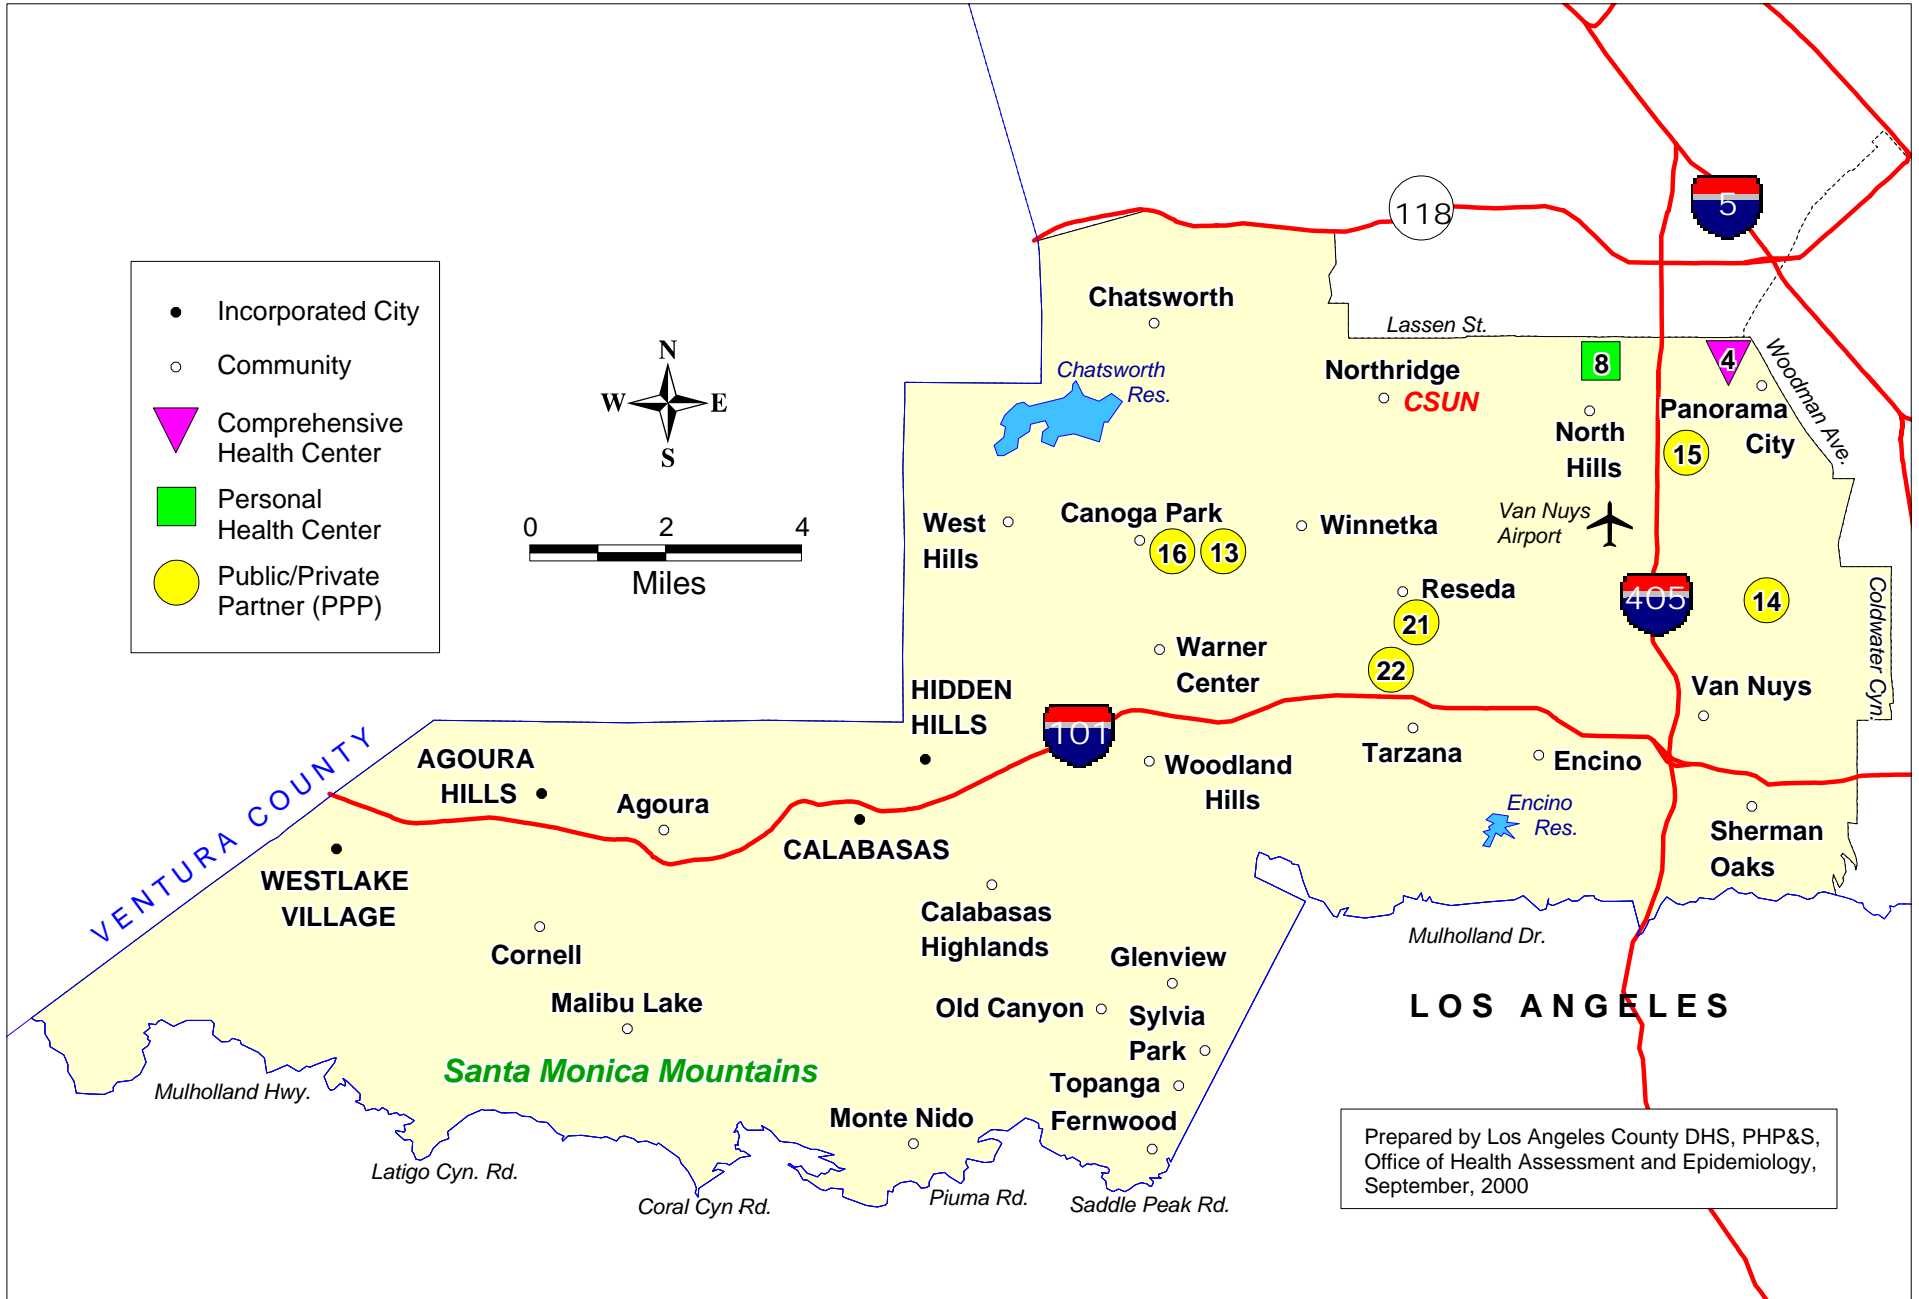 118
5
Incorporated City
Community
Comprehensive
Health Center
Personal
Health Center
Public/Private
Partner (PPP)
N
W E
S
0 2 4
Miles
Chatsworth
Lassen St.
Chatsworth
Res.
Northridge
CSUN
8
4
Woodman Ave.
Panorama
City
North
Hills
15
West
Hills
Canoga Park
16
13
Winnetka
Van Nuys
Airport
Reseda
21
22
405
14
Coldwater Cyn.
Warner
Center
Van Nuys
HIDDEN
HILLS
101
VENTURA COUNTY
AGOURA
HILLS
Agoura
CALABASAS
Woodland
Hills
Tarzana
Encino
Encino
Res.
Sherman
Oaks
WESTLAKE
VILLAGE
Cornell
Calabasas
Highlands
Mulholland Dr.
Glenview
Malibu Lake
Old Canyon
Sylvia
Park
LOS ANGELES
Santa Monica Mountains
Topanga
Mulholland Hwy.
Monte Nido
Fernwood
Latigo Cyn. Rd.
Coral Cyn Rd.
Piuma Rd.
Saddle Peak Rd.
Prepared by Los Angeles County DHS, PHP&S,
Office of Health Assessment and Epidemiology,
September, 2000